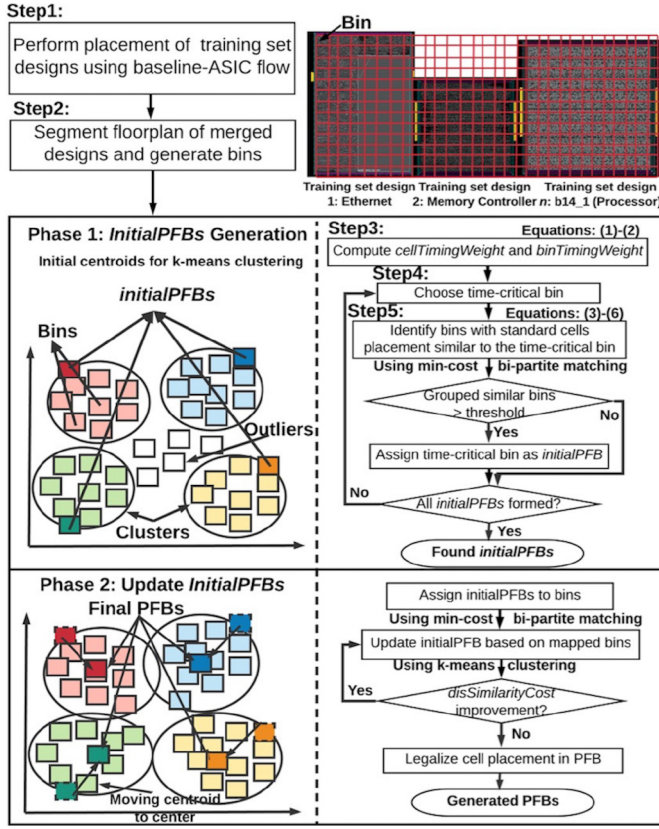 Step1:
Perform placement of training set
designs using baseline-ASIC flow
Step2:
Segment floorplan of merged
designs and generate bins
Bin
Training set design
1: Ethernet
Training set design
2: Memory Controller
Training set design
n: b14_1 (Processor)
Phase 1: InitialPFBs Generation
Initial centroids for k-means clustering
initialPFBs
Bins
Outliers
Clusters
Step3:
Equations: (1)-(2)
Compute cellTimingWeight and binTimingWeight
Step4:
Choose time-critical bin
Step5:
Equations: (3)-(6)
Identify bins with standard cells
placement similar to the time-critical bin
Using min-cost bi-partite matching
Grouped similar bins
> threshold
No
Yes
Assign time-critical bin as initialPFB
No
All initialPFBs formed?
Yes
Found initialPFBs
Phase 2: Update InitialPFBs
Final PFBs
Moving centroid
to center
Assign initialPFBs to bins
Using min-cost bi-partite matching
Update initialPFB based on mapped bins
Using k-means clustering
Yes
disSimilarityCost
improvement?
No
Legalize cell placement in PFB
Generated PFBs